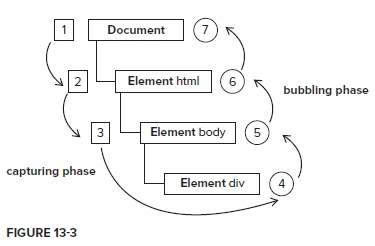 1 Document 7
2 Element html 6
bubbling phase
3 Element body 5
capturing phase
Element div 4
FIGURE 13-3